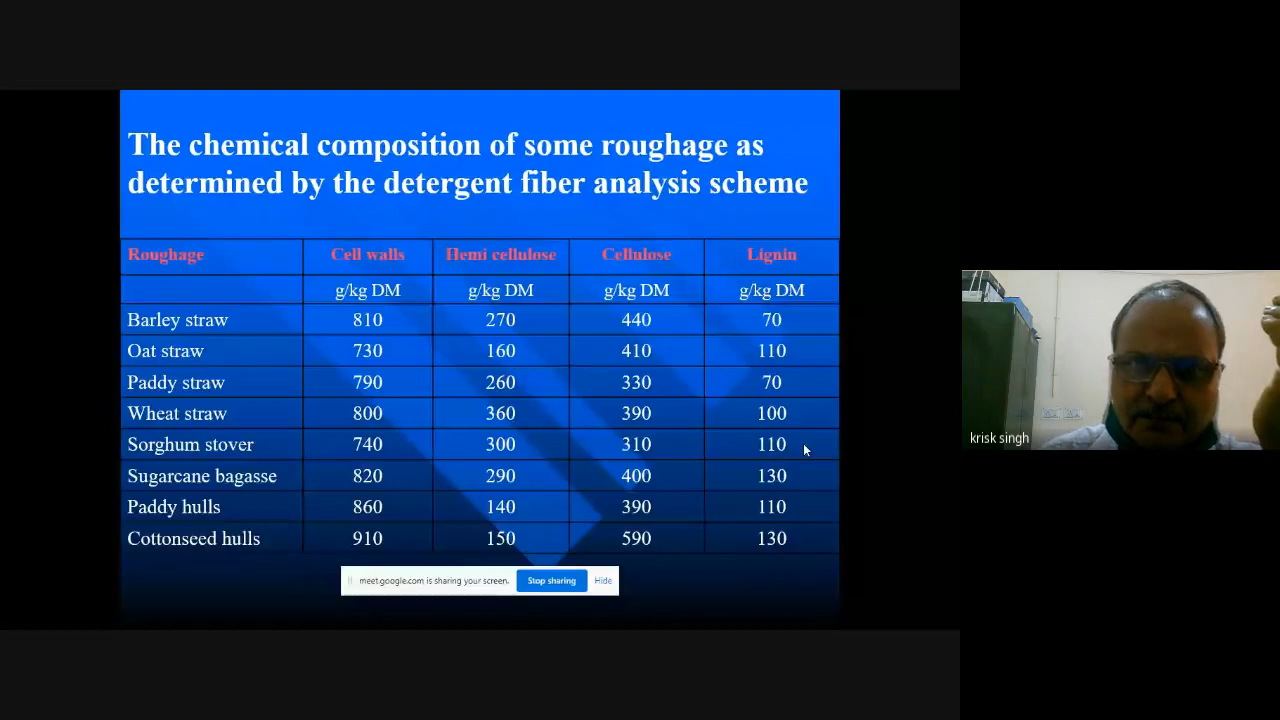 The chemical composition of some roughage as
determined by the detergent fiber analysis scheme
Roughage Cell walls Hemi cellulose Cellulose Lignin
g/kg DM g/kg DM g/kg DM g/kg DM
Barley straw 810 270 440 70
Oat straw 730 160 410 110
Paddy straw 790 260 330 70
Wheat straw 800 360 390 100
Sorghum stover 740 300 310 110
Sugarcane bagasse 820 290 400 130
Paddy hulls 860 140 390 110
Cottonseed hulls 910 150 590 130
meet.google.com is sharing your screen. Stop sharing Hide
krisk singh